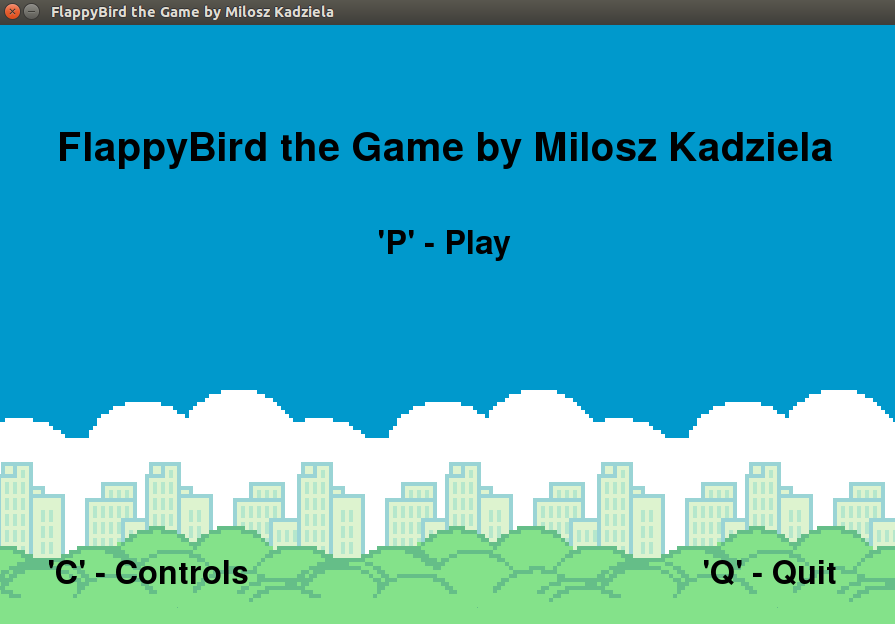 FlappyBird the Game by Milosz Kadziela
FlappyBird the Game by Milosz Kadziela
'P' - Play
'C' - Controls
'Q' - Quit